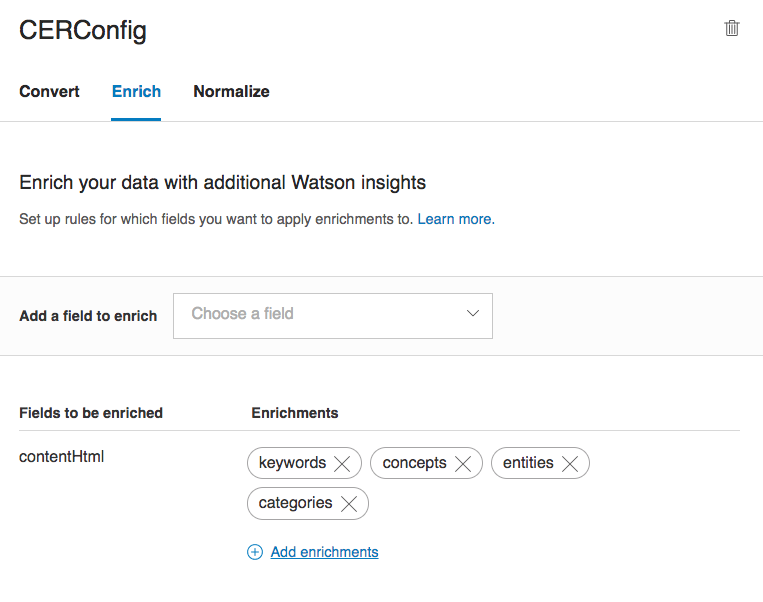 CERConfig
Convert Enrich Normalize
Enrich your data with additional Watson insights
Set up rules for which fields you want to apply enrichments to. Learn more.
Add a field to enrich Choose a field
Fields to be enriched Enrichments
contentHtml keywords concepts entities
categories
Add enrichments